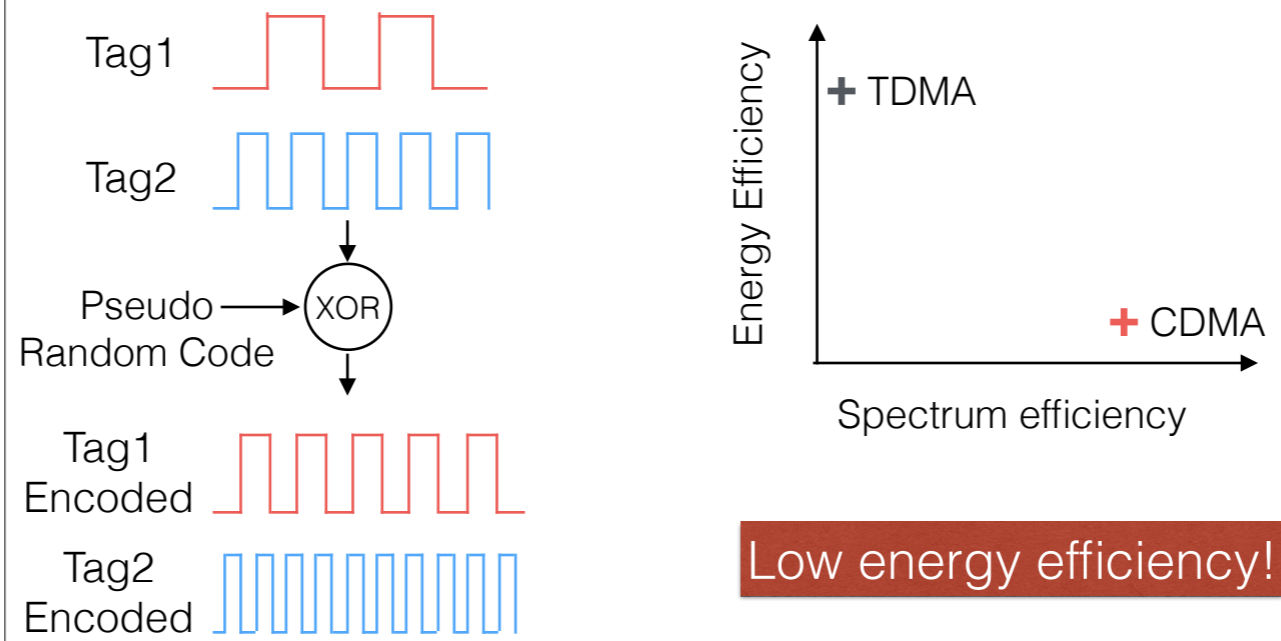 Tag1
Tag2
Pseudo
Random Code
XOR
Tag1
Encoded
Tag2
Encoded
Energy Efficiency
+ TDMA
+ CDMA
Spectrum efficiency
Low energy efficiency!